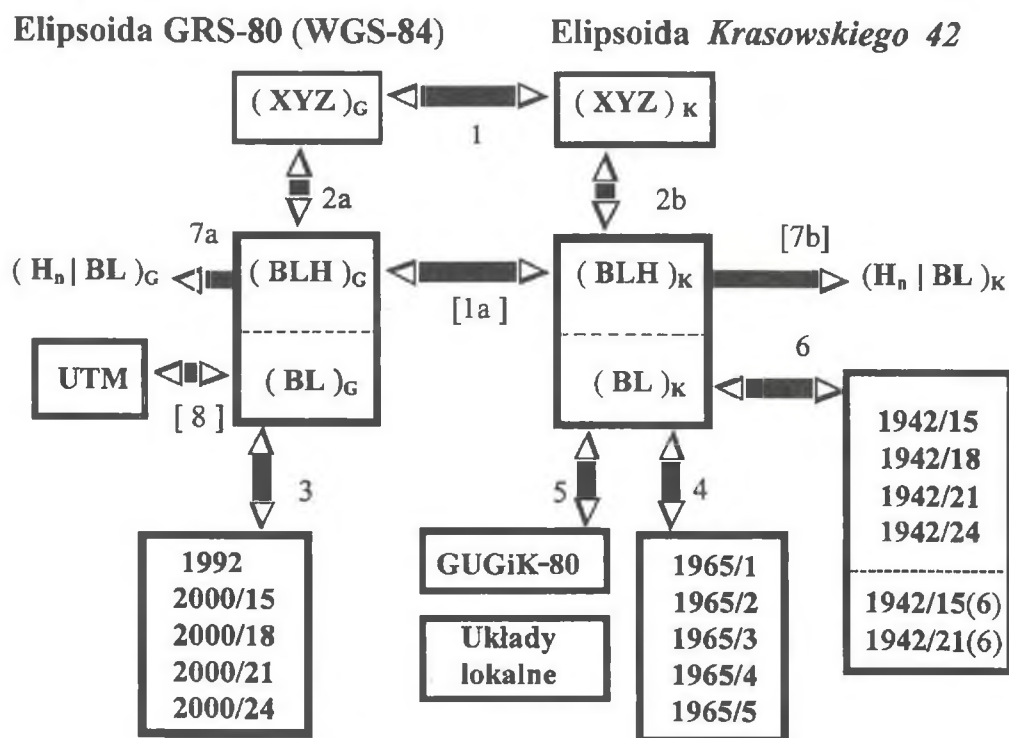 Elipsoida GRS-80 (WGS-84)
Elipsoida Krasowskiego 42
( XYZ )G
( XYZ ) K
1
2a
2b
7a
[7b]
( Hn | BL )G
( BLH )G
( BLH )K
(Hn | BL )K
[1a ]
6
UTM
( BL )G
( BL )K
[ 8 ]
1942/15
1942/18
1942/21
1942/24
1942/15(6)
1942/21(6)
3
5
4
1992
2000/15
2000/18
2000/21
2000/24
GUGiK-80
Układy
lokalne
1965/1
1965/2
1965/3
1965/4
1965/5